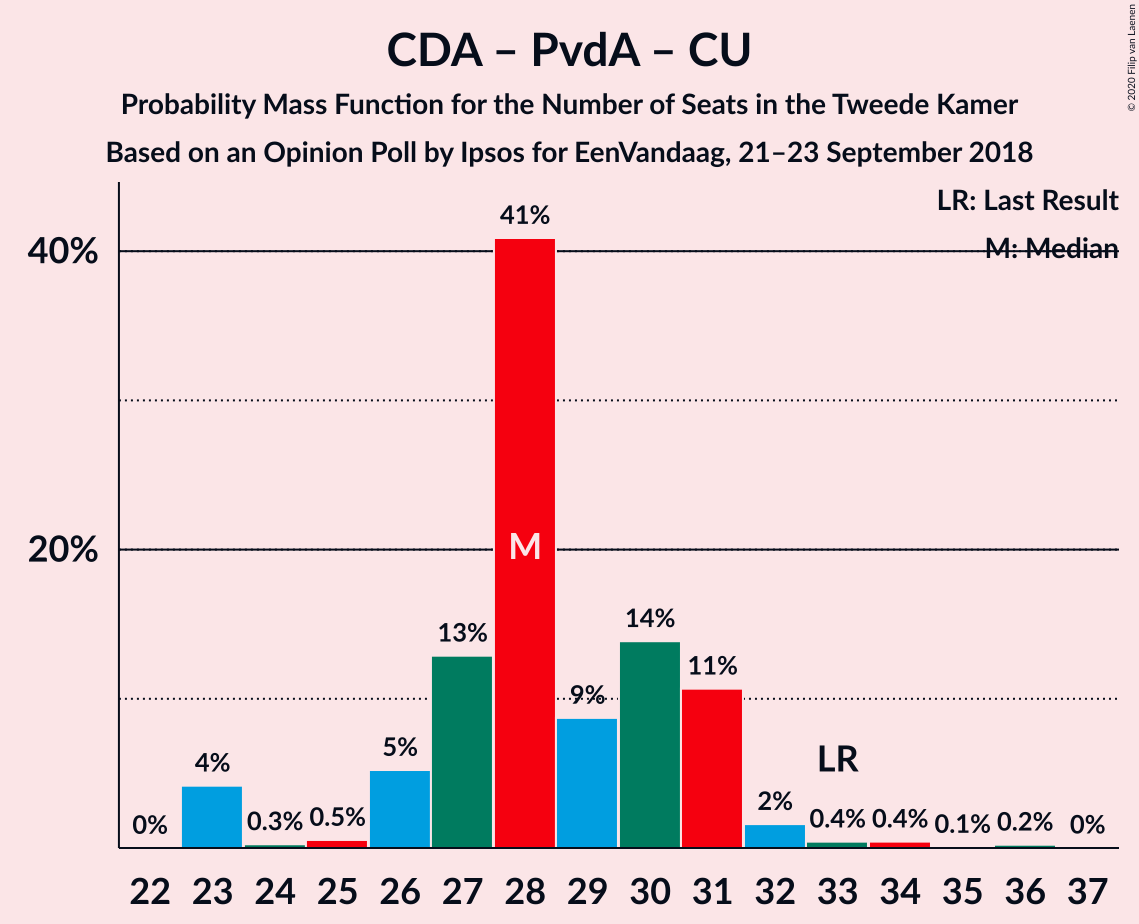 CDA – PvdA – CU
Probability Mass Function for the Number of Seats in the Tweede Kamer
Based on an Opinion Poll by Ipsos for EenVandaag, 21–23 September 2018
© 2020 Filip van Laenen
LR: Last Result
M: Median
40%
20%
0%
4%
0.3%
0.5%
5%
13%
41%
M
9%
14%
11%
2%
LR
0.4%
0.4%
0.1%
0.2%
0%
22 23 24 25 26 27 28 29 30 31 32 33 34 35 36 37